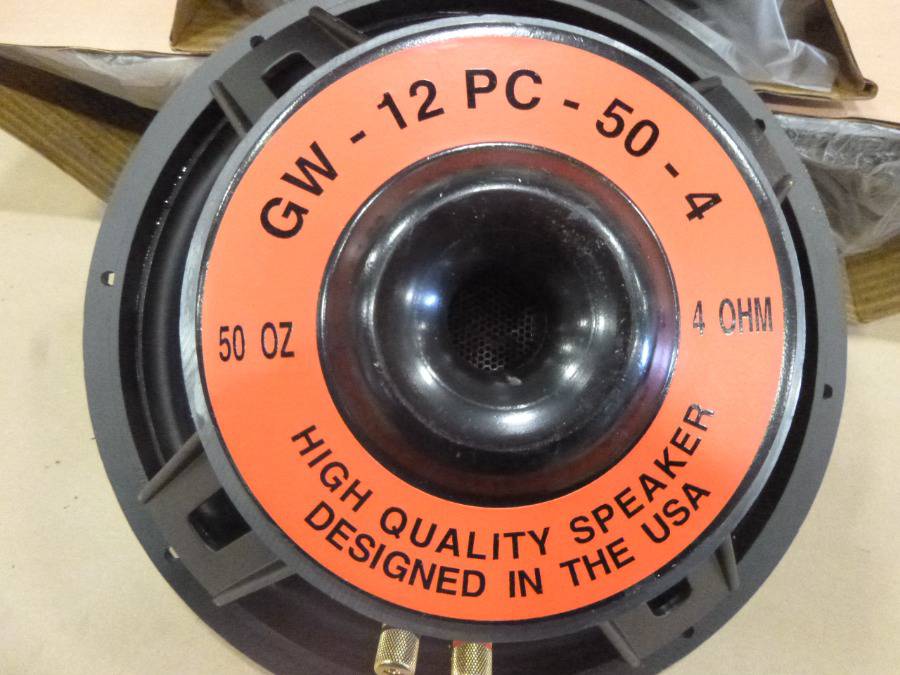 GW - 12 PC - 50 - 4
50 OZ
4 OHM
HIGH QUALITY SPEAKER
DESIGNED IN THE USA